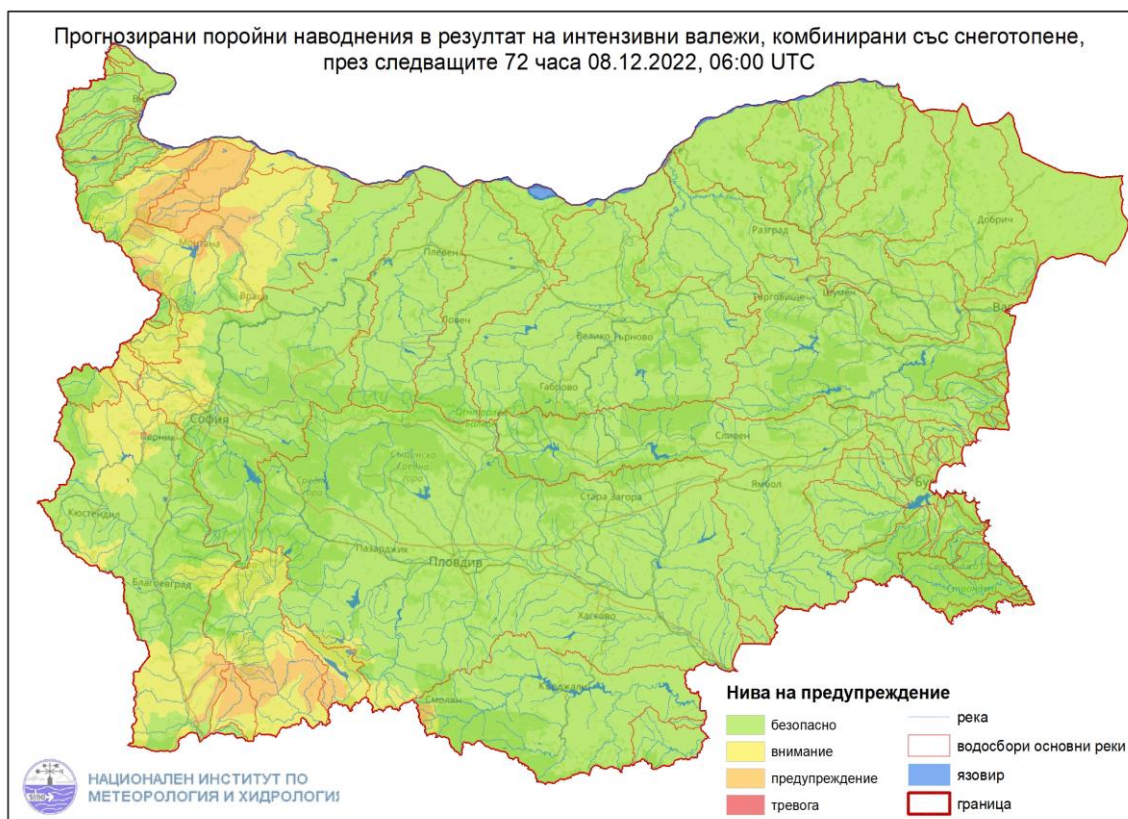 Прогнозирани поройни наводнения в резултат на интензивни валежи, комбинирани със снеготопене,
през следващите 72 часа 08.12.2022, 06:00 UTC
Монтана
Враца
Плевен
Ловеч
Велико Търново
Габрово
Разград
Търговище
Шумен
Добрич
София
Перник
Кюстендил
Благоевград
Пазарджик
Пловдив
Стара Загора
Сливен
Ямбол
Хасково
Смолян
Кърджали
Нива на предупреждение
безопасно
внимание
предупреждение
тревога
река
водосбори основни реки
язовир
граница
НАЦИОНАЛЕН ИНСТИТУТ ПО
МЕТЕОРОЛОГИЯ И ХИДРОЛОГИЯ